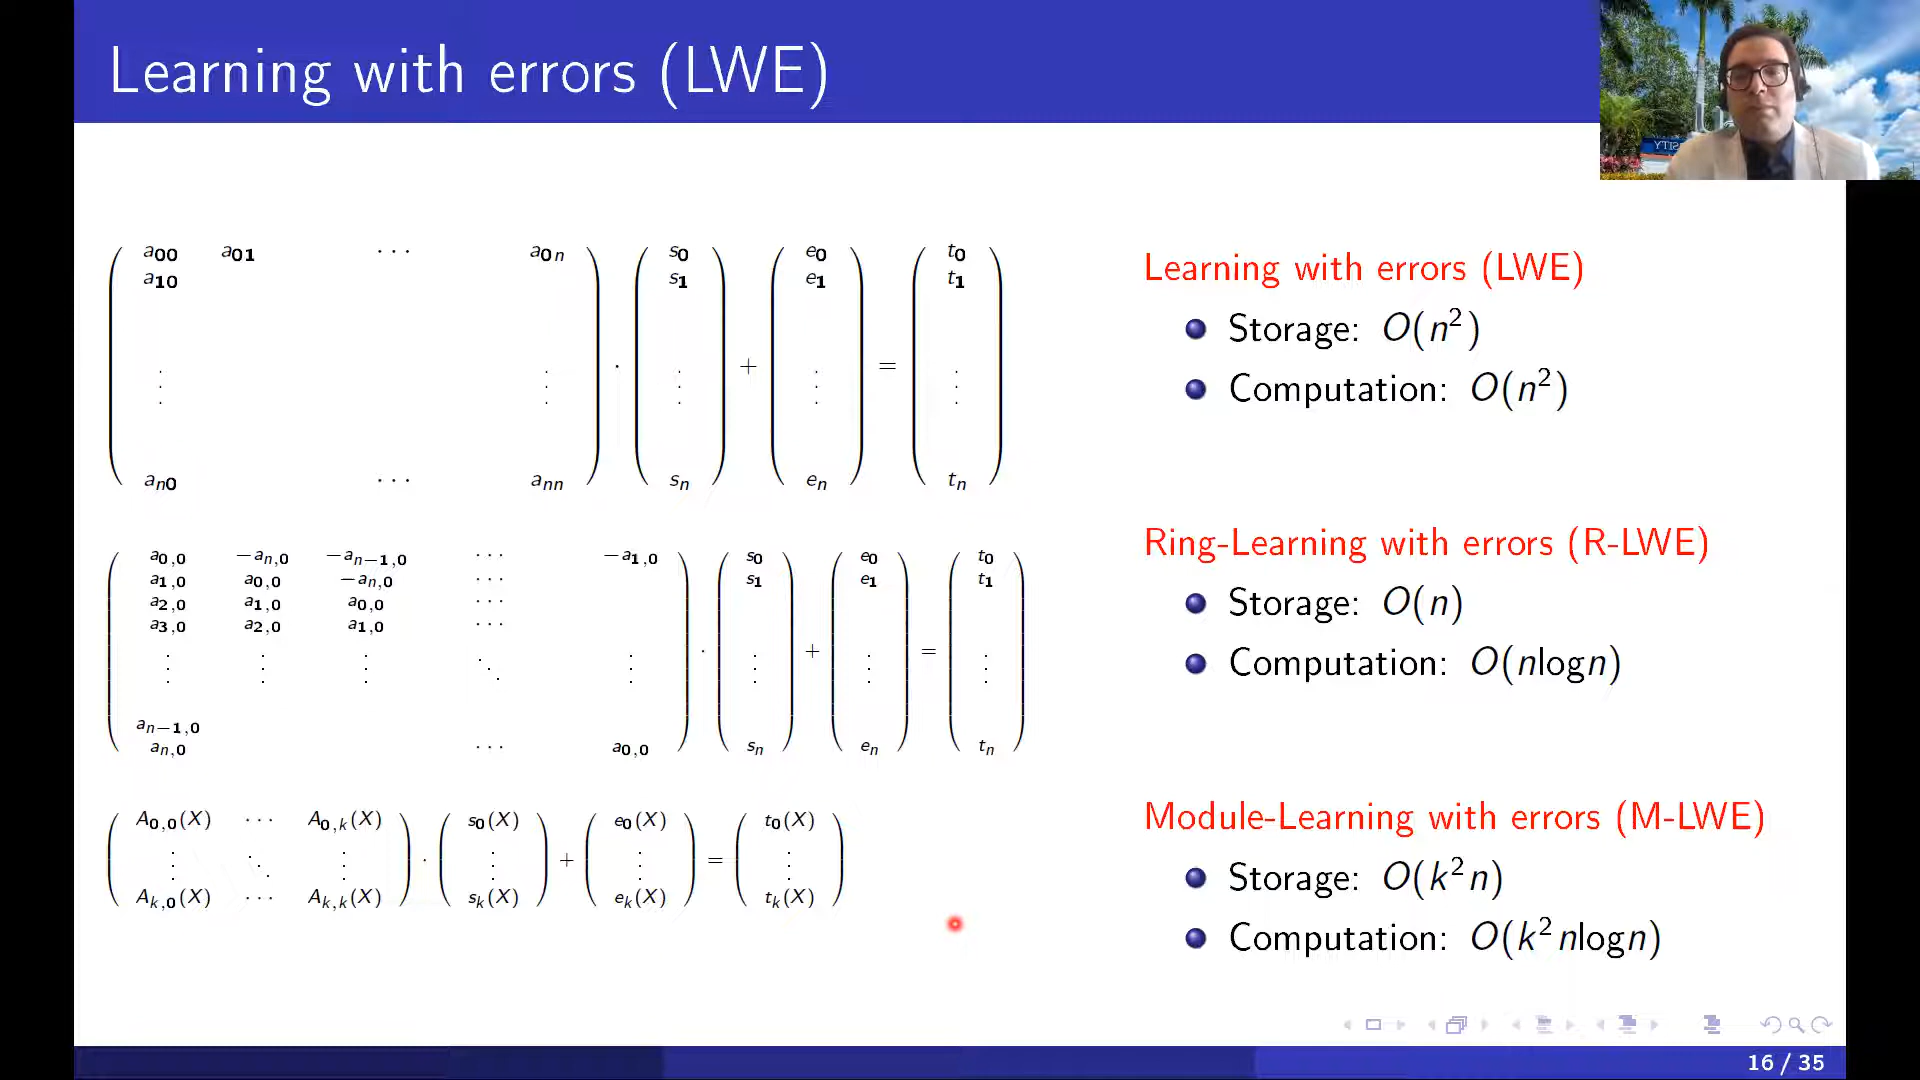 Learning with errors (LWE)
a00 a01 ··· a0n
a10
⋮ ⋮
an0 ··· ann
·
s0
s1
⋮
sn
+
e0
e1
⋮
en
=
t0
t1
⋮
tn
Learning with errors (LWE)
Storage: O(n²)
Computation: O(n²)
a0,0 −an,0 −an−1,0 ··· −a1,0
a1,0 a0,0 −an,0 ···
a2,0 a1,0 a0,0 ···
a3,0 a2,0 a1,0 ···
⋮ ⋮ ⋮ ⋱ ⋮
an−1,0
an,0 ··· a0,0
·
s0
s1
⋮
sn
+
e0
e1
⋮
en
=
t0
t1
⋮
tn
Ring-Learning with errors (R-LWE)
Storage: O(n)
Computation: O(nlogn)
A0,0(X) ··· A0,k(X)
⋮ ⋱ ⋮
Ak,0(X) ··· Ak,k(X)
·
s0(X)
⋮
sk(X)
+
e0(X)
⋮
ek(X)
=
t0(X)
⋮
tk(X)
Module-Learning with errors (M-LWE)
Storage: O(k²n)
Computation: O(k²nlogn)
16 / 35